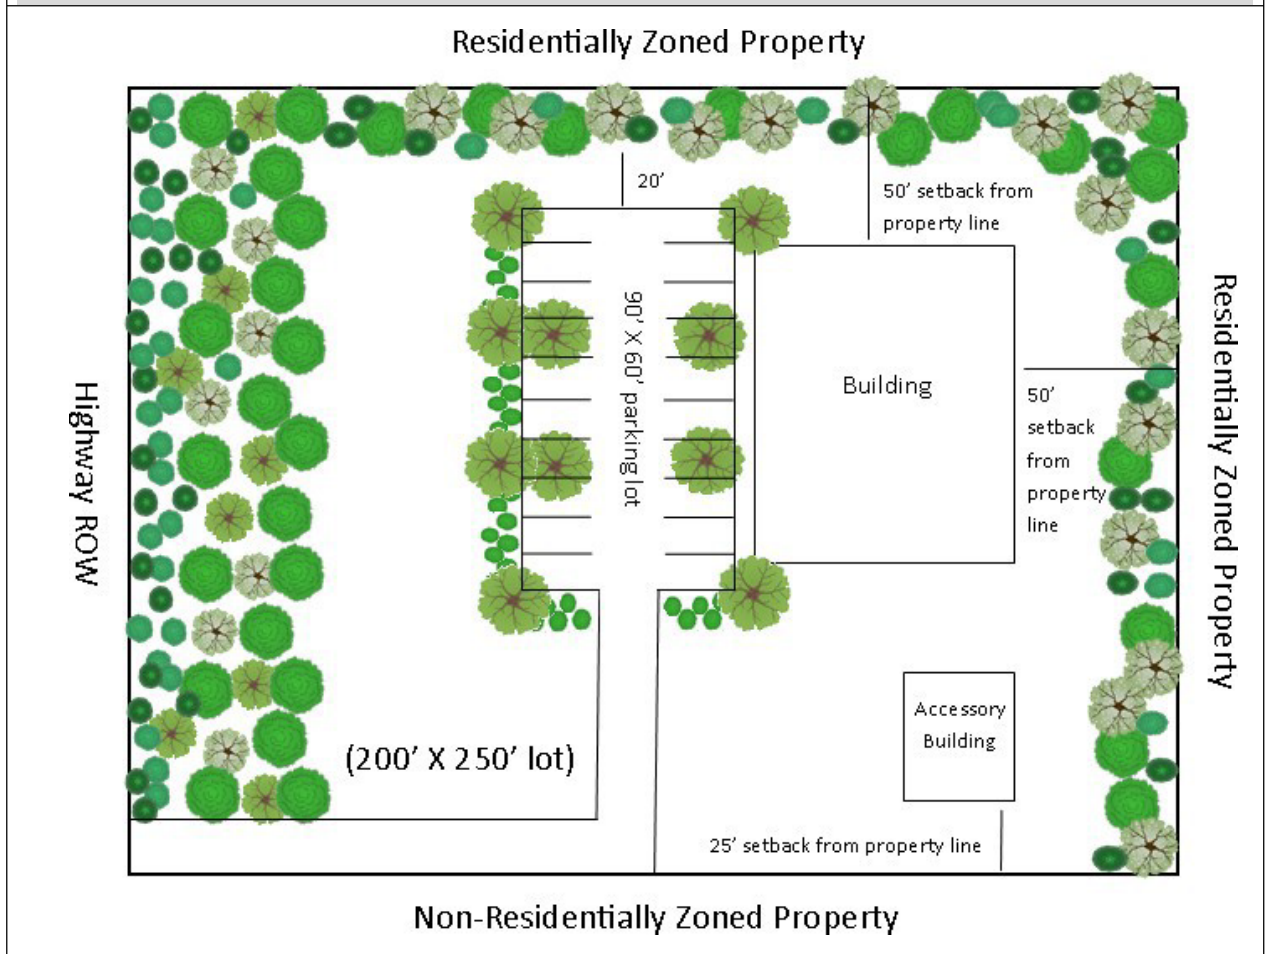 Residentially Zoned Property
20’
50’ setback from
property line
90’ X 60’ parking lot
Building
Highway ROW
50’
setback
from
property
line
Residentially Zoned Property
Accessory
Building
(200’ X 250’ lot)
25’ setback from property line
Non-Residentially Zoned Property